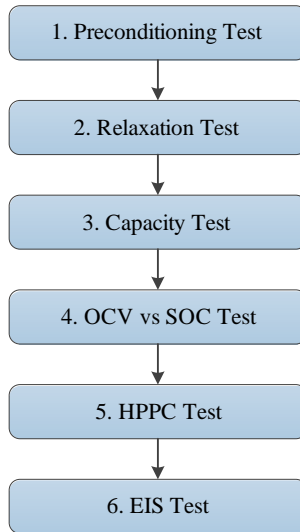 1. Preconditioning Test
2. Relaxation Test
3. Capacity Test
4. OCV vs SOC Test
5. HPPC Test
6. EIS Test